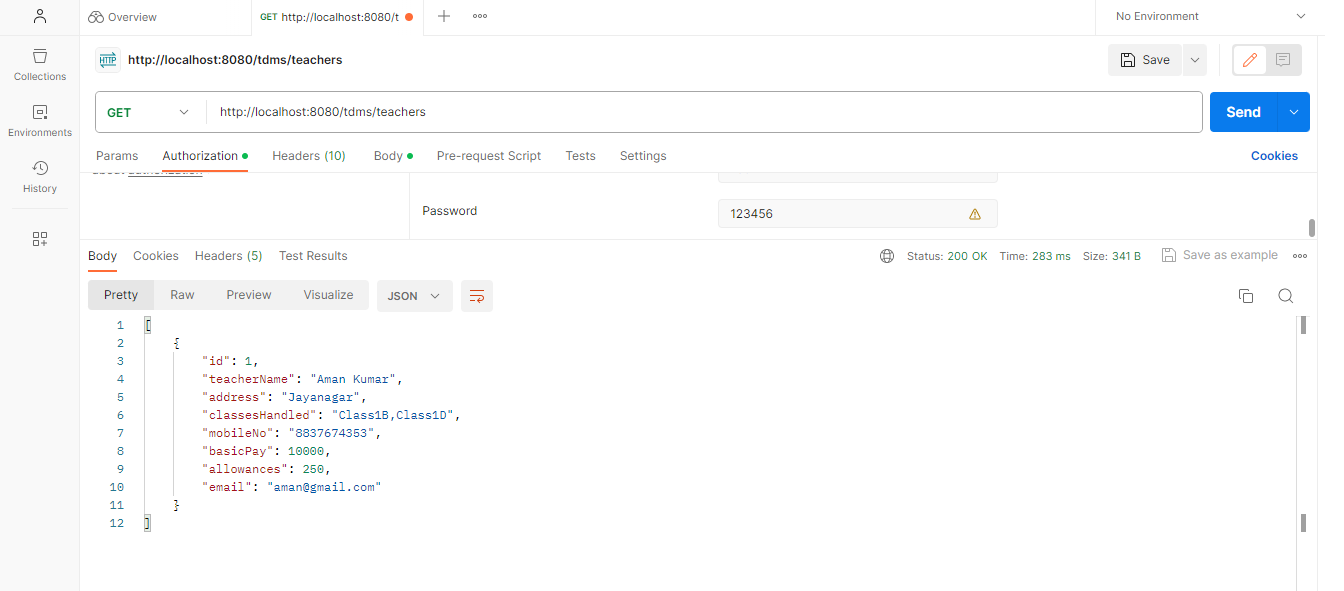 Overview
GET http://localhost:8080/t
No Environment
HTTP http://localhost:8080/tdms/teachers
Save
Collections
Environments
History
GET http://localhost:8080/tdms/teachers
Send
Params Authorization Headers (10) Body Pre-request Script Tests Settings
Cookies
about authorization
Password 123456
Body Cookies Headers (5) Test Results
Status: 200 OK Time: 283 ms Size: 341 B Save as example
Pretty Raw Preview Visualize JSON
1 [
2 {
3 "id": 1,
4 "teacherName": "Aman Kumar",
5 "address": "Jayanagar",
6 "classesHandled": "Class1B,Class1D",
7 "mobileNo": "8837674353",
8 "basicPay": 10000,
9 "allowances": 250,
10 "email": "aman@gmail.com"
11 }
12 ]